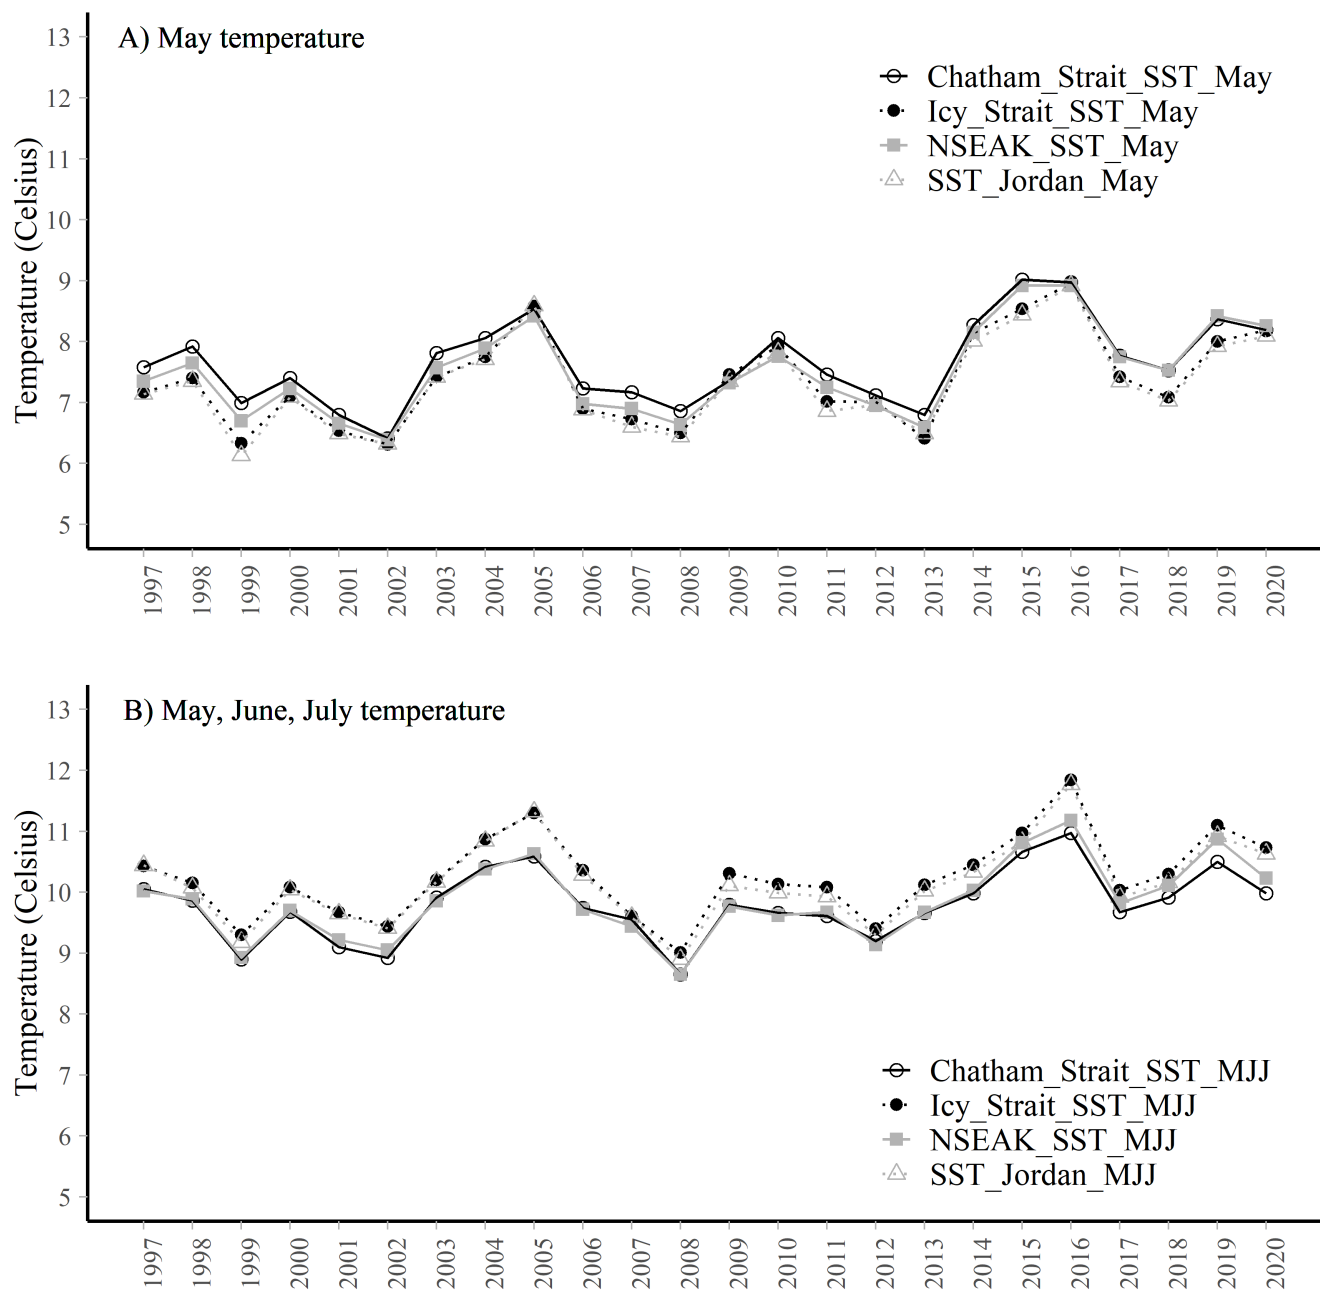 A) May temperature
Temperature (Celsius)
13
12
11
10
9
8
7
6
5
Chatham_Strait_SST_May
Icy_Strait_SST_May
NSEAK_SST_May
SST_Jordan_May
1997 1998 1999 2000 2001 2002 2003 2004 2005 2006 2007 2008 2009 2010 2011 2012 2013 2014 2015 2016 2017 2018 2019 2020
B) May, June, July temperature
Temperature (Celsius)
13
12
11
10
9
8
7
6
5
Chatham_Strait_SST_MJJ
Icy_Strait_SST_MJJ
NSEAK_SST_MJJ
SST_Jordan_MJJ
1997 1998 1999 2000 2001 2002 2003 2004 2005 2006 2007 2008 2009 2010 2011 2012 2013 2014 2015 2016 2017 2018 2019 2020